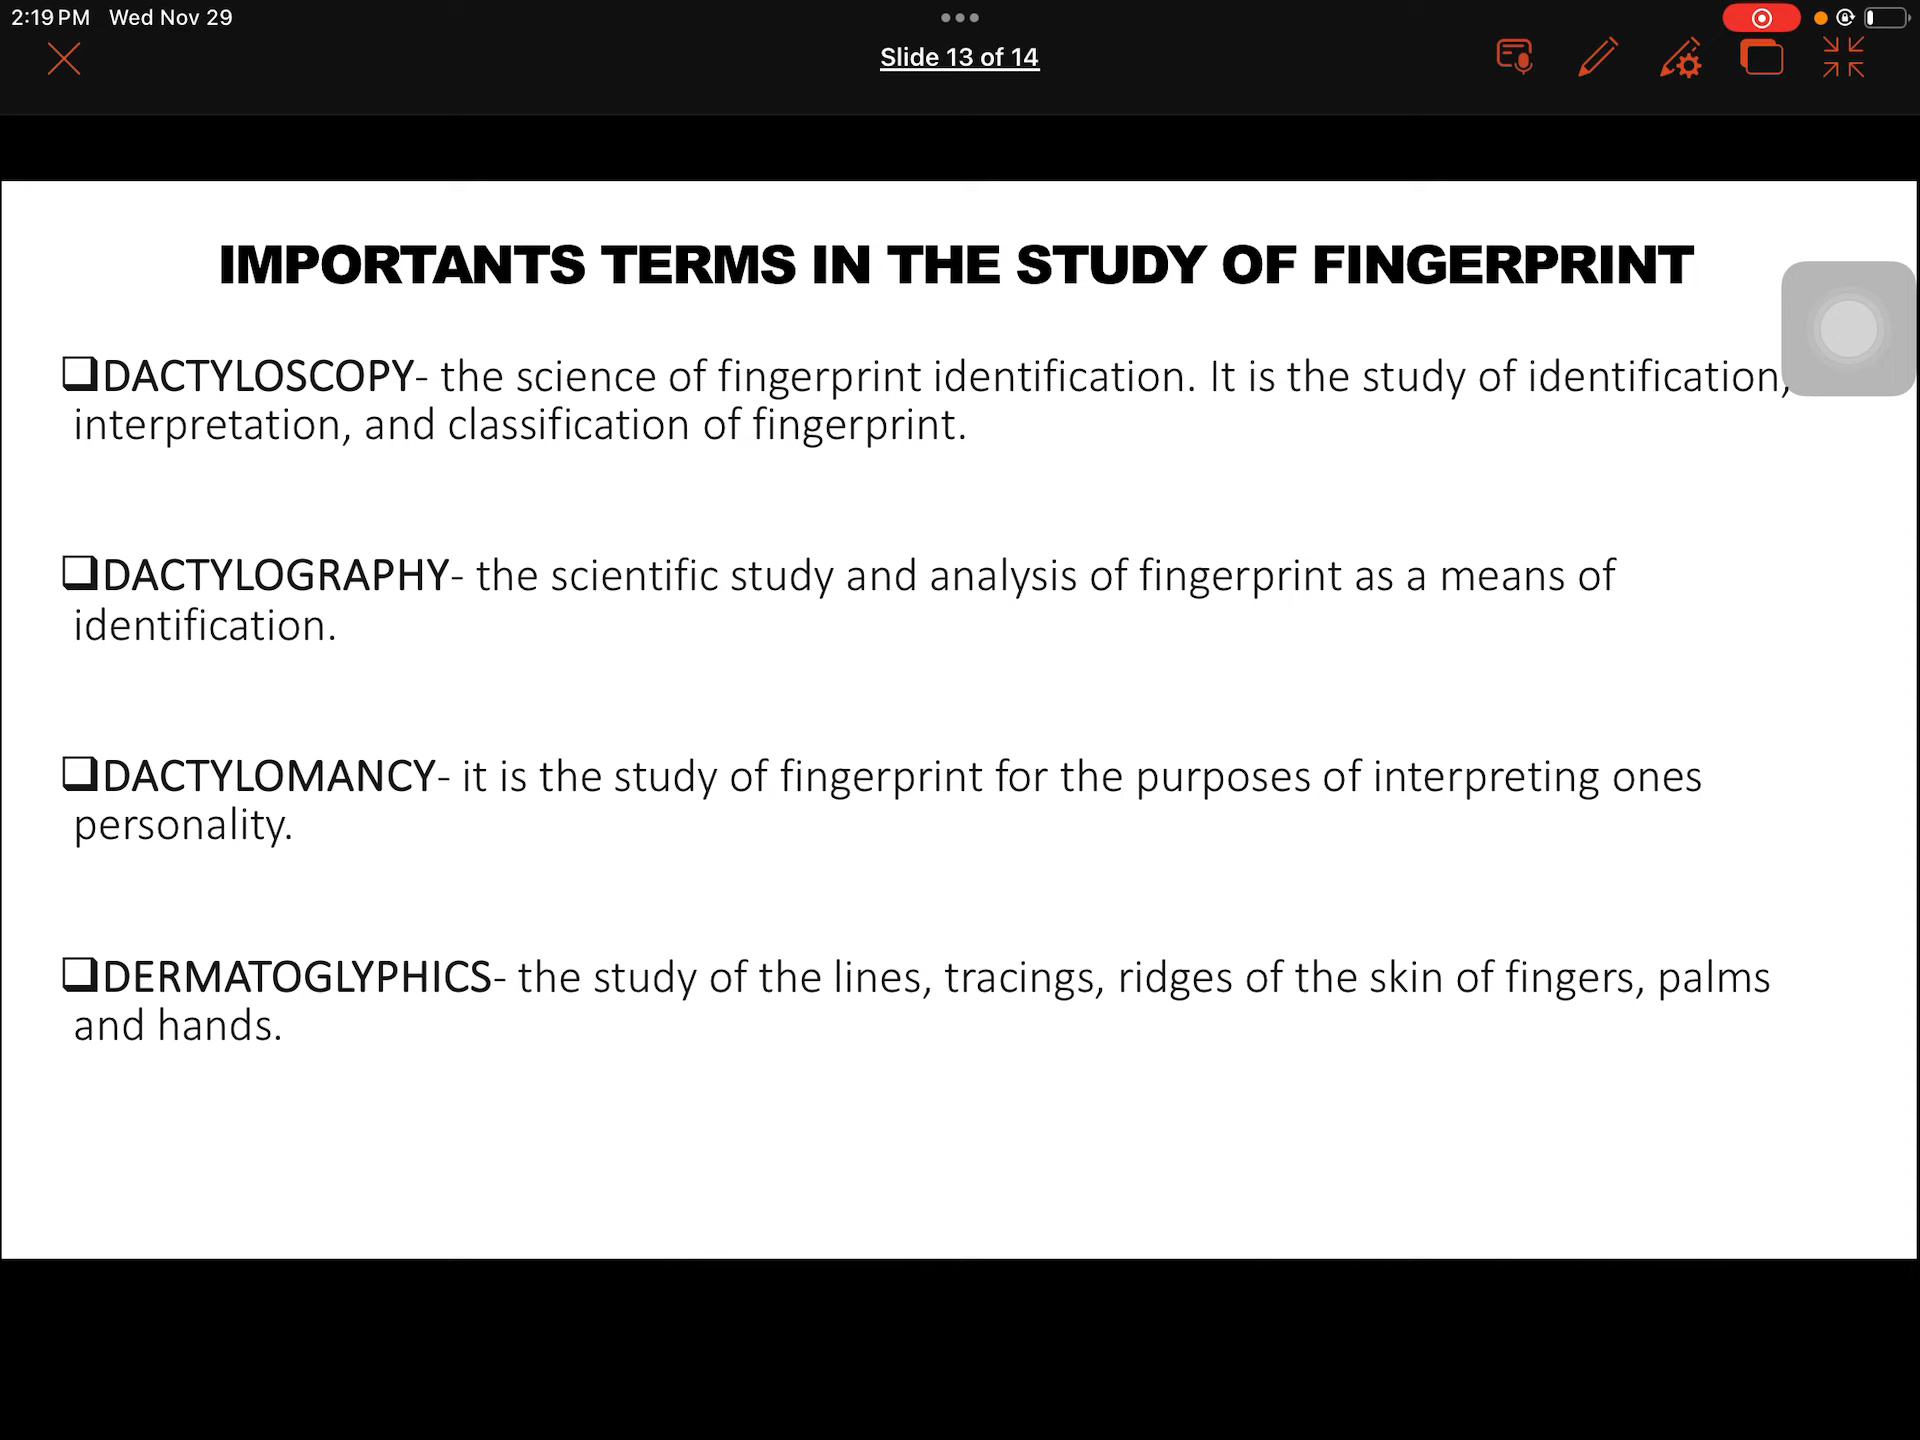 2:19 PM Wed Nov 29
Slide 13 of 14
IMPORTANTS TERMS IN THE STUDY OF FINGERPRINT
❑DACTYLOSCOPY- the science of fingerprint identification. It is the study of identification,
interpretation, and classification of fingerprint.
❑DACTYLOGRAPHY- the scientific study and analysis of fingerprint as a means of
identification.
❑DACTYLOMANCY- it is the study of fingerprint for the purposes of interpreting ones
personality.
❑DERMATOGLYPHICS- the study of the lines, tracings, ridges of the skin of fingers, palms
and hands.